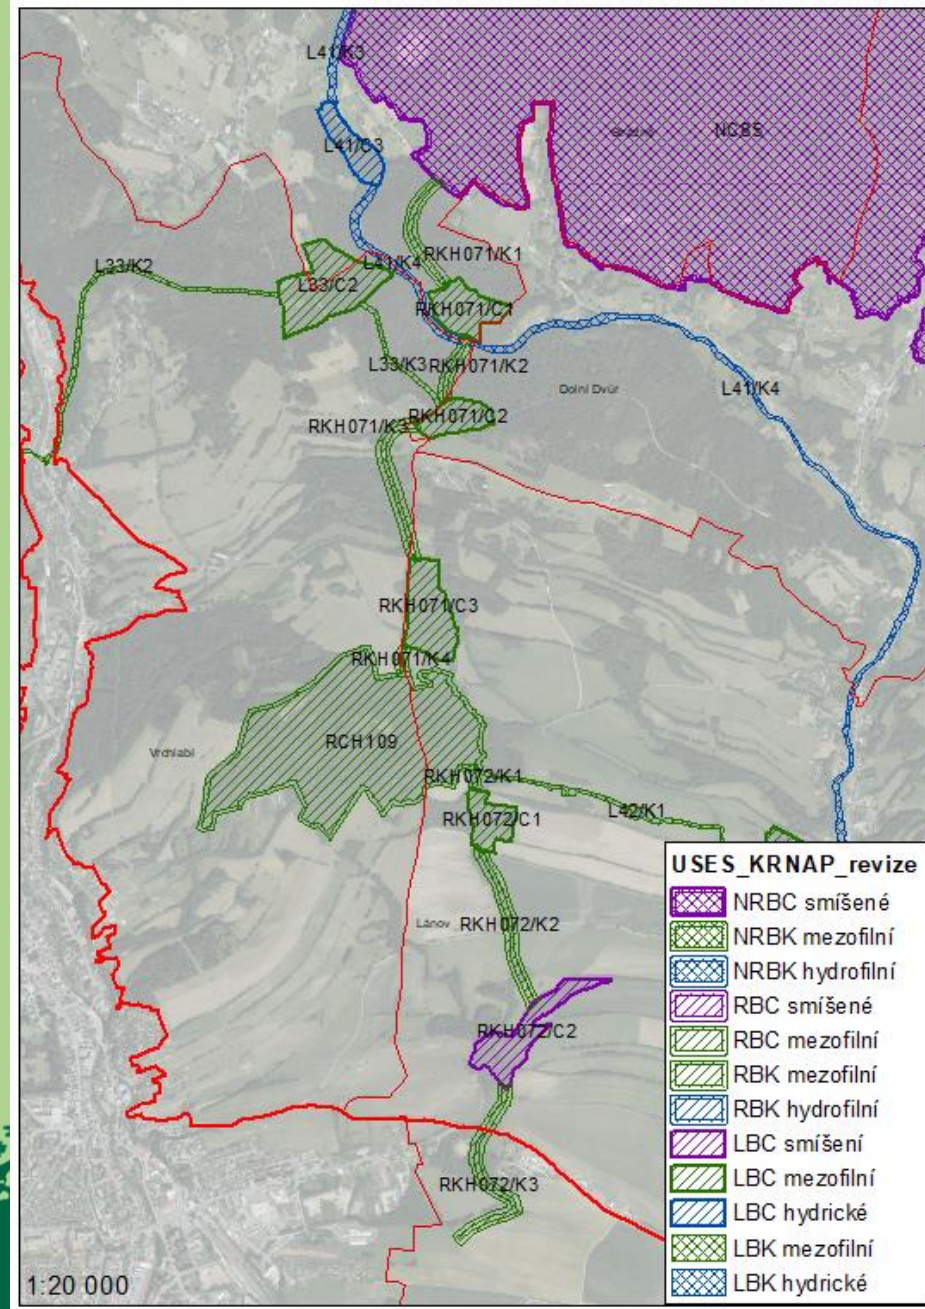 L41/K3
Strážné
NCBS
L41/C3
RKH071/K1
L33/K2
L41/K4
L33/C2
RKH071/C1
L33/K3
RKH071/K2
Dolní Dvůr
L41/K4
RKH071/C2
RKH071/K3
RKH071/C3
RKH071/K4
RCH109
Vrchlabí
RKH072/K1
L42/K1
RKH072/C1
Lánov
RKH072/K2
RKH072/C2
RKH072/K3
1:20 000
USES_KRNAP_revize
NRBC smíšené
NRBK mezofilní
NRBK hydrofilní
RBC smíšené
RBC mezofilní
RBK mezofilní
RBK hydrofilní
LBC smíšení
LBC mezofilní
LBC hydrické
LBK mezofilní
LBK hydrické